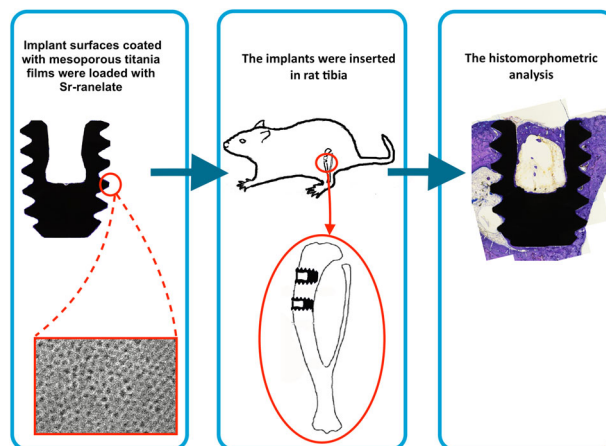 Implant surfaces coated
with mesoporous titania
films were loaded with
Sr-ranelate
The implants were inserted
in rat tibia
The histomorphometric
analysis